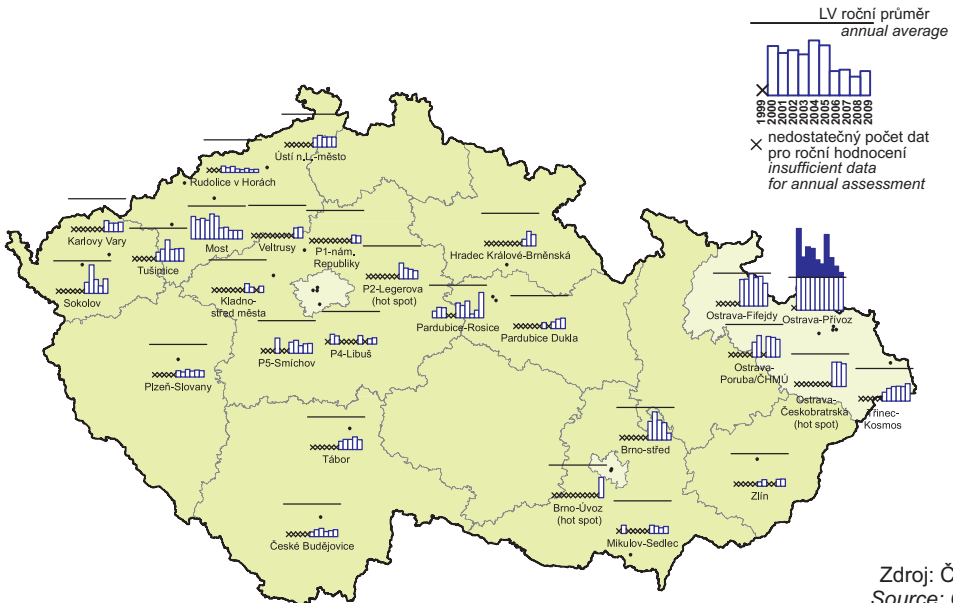 LV roční průměr
annual average
1999
2000
2001
2002
2003
2004
2005
2006
2007
2008
2009
× nedostatečný počet dat
pro roční hodnocení
insufficient data
for annual assessment
Ústí n.L.-město
Rudolice v Horách
Karlovy Vary
Most
Veltrusy
P1-nám.
Republiky
Hradec Králové-Brněnská
Tušimice
Sokolov
Kladno-
střed města
P2-Legerova
(hot spot)
Pardubice-Rosice
Pardubice Dukla
Ostrava-Fifejdy
Ostrava-Přívoz
P5-Smíchov
P4-Libuš
Plzeň-Slovany
Ostrava-
Poruba/ČHMÚ
Ostrava-
Českobratrská
(hot spot)
Třinec-
Kosmos
Tábor
Brno-střed
Zlín
Brno-Úvoz
(hot spot)
České Budějovice
Mikulov-Sedlec
Zdroj:
Source: